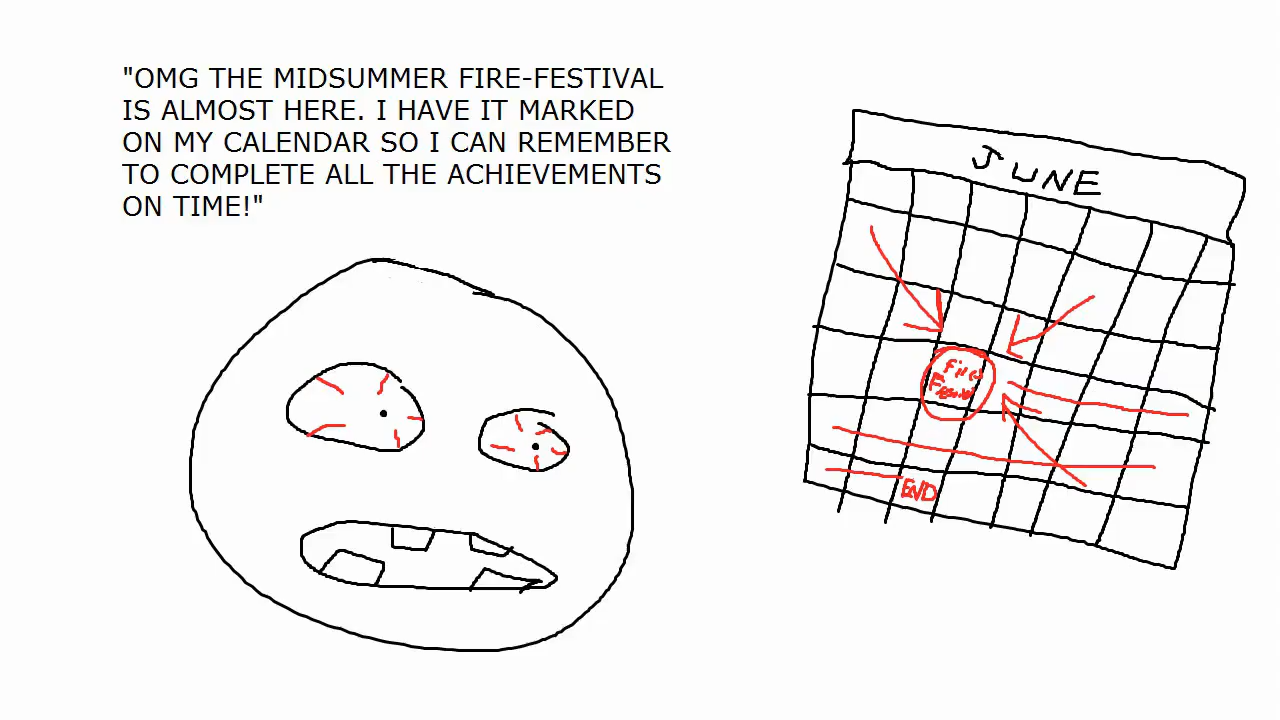 "OMG THE MIDSUMMER FIRE-FESTIVAL
IS ALMOST HERE. I HAVE IT MARKED
ON MY CALENDAR SO I CAN REMEMBER
TO COMPLETE ALL THE ACHIEVEMENTS
ON TIME!"
JUNE
Fire
END